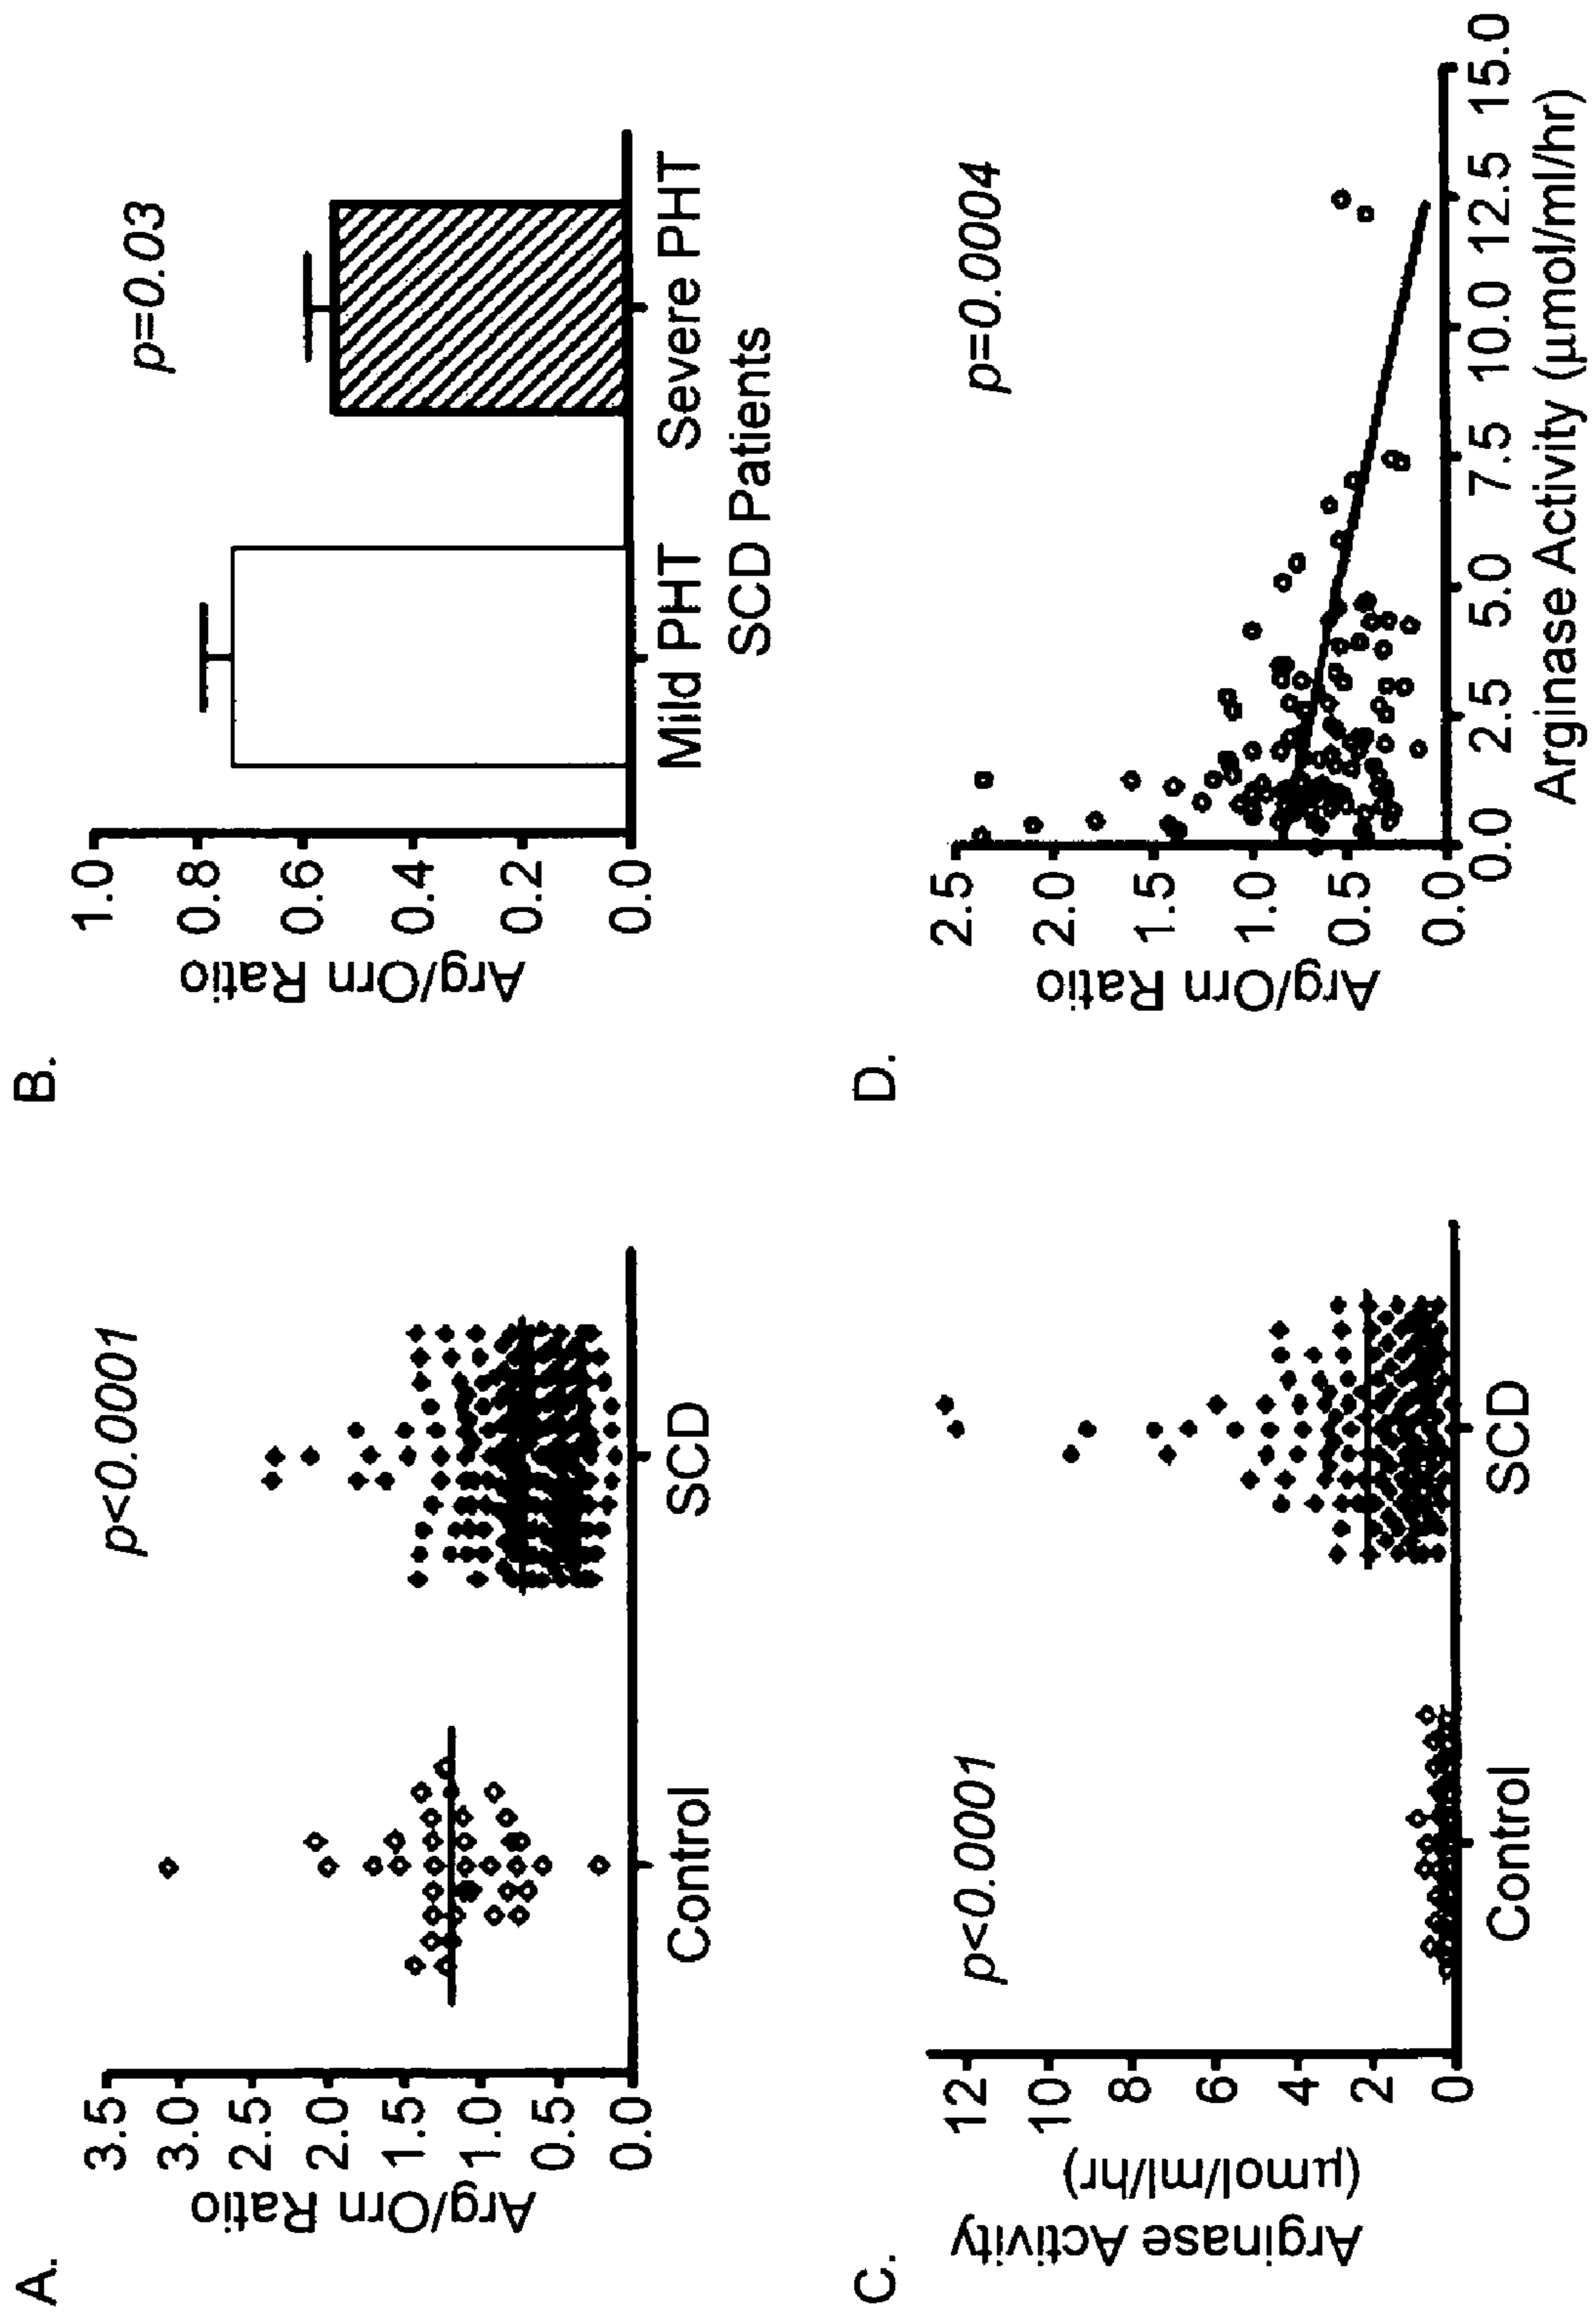 A.
p<0.0001
3.5
3.0
2.5
2.0
1.5
1.0
0.5
0.0
Arg/Orn Ratio
Control
SCD
B.
p=0.03
1.0
0.8
0.6
0.4
0.2
0.0
Arg/Orn Ratio
Mild PHT
Severe PHT
SCD Patients
C.
p<0.0001
12
10
8
6
4
2
0
Arginase Activity
(µmol/ml/hr)
Control
SCD
D.
p=0.0004
2.5
2.0
1.5
1.0
0.5
0.0
Arg/Orn Ratio
0.0 2.5 5.0 7.5 10.0 12.5 15.0
Arginase Activity (µmol/ml/hr)